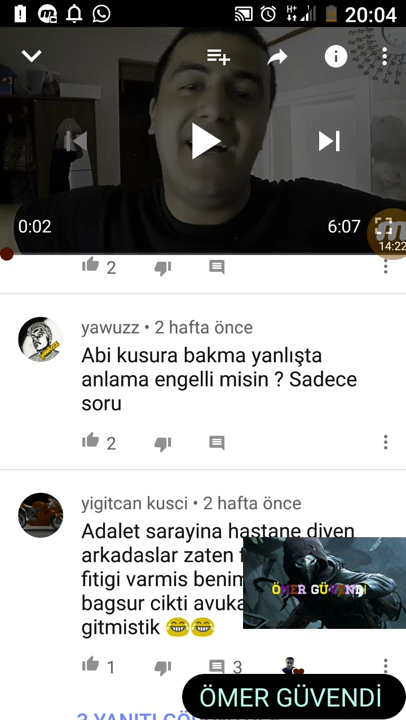 20:04
0:02
6:07
14:22
2
yawuzz • 2 hafta önce
Abi kusura bakma yanlışta
anlama engelli misin ? Sadece
soru
2
yigitcan kusci • 2 hafta önce
Adalet sarayina hastane diyen
arkadaslar zaten
fitigi varmis benim
bagsur cikti
gitmistik 😂😂
ÖMER GÜVENDİ
1
3
ÖMER GÜVENDİ